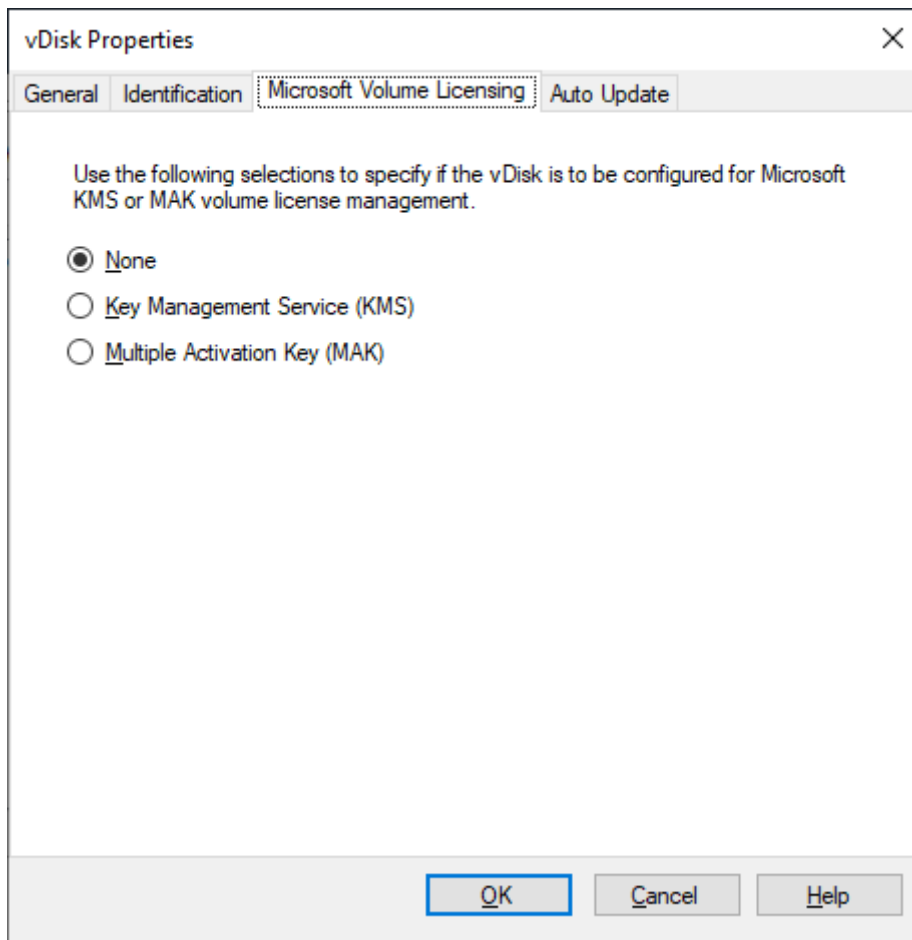 vDisk Properties
General
Identification
Microsoft Volume Licensing
Auto Update
Use the following selections to specify if the vDisk is to be configured for Microsoft
KMS or MAK volume license management.
None
Key Management Service (KMS)
Multiple Activation Key (MAK)
OK
Cancel
Help